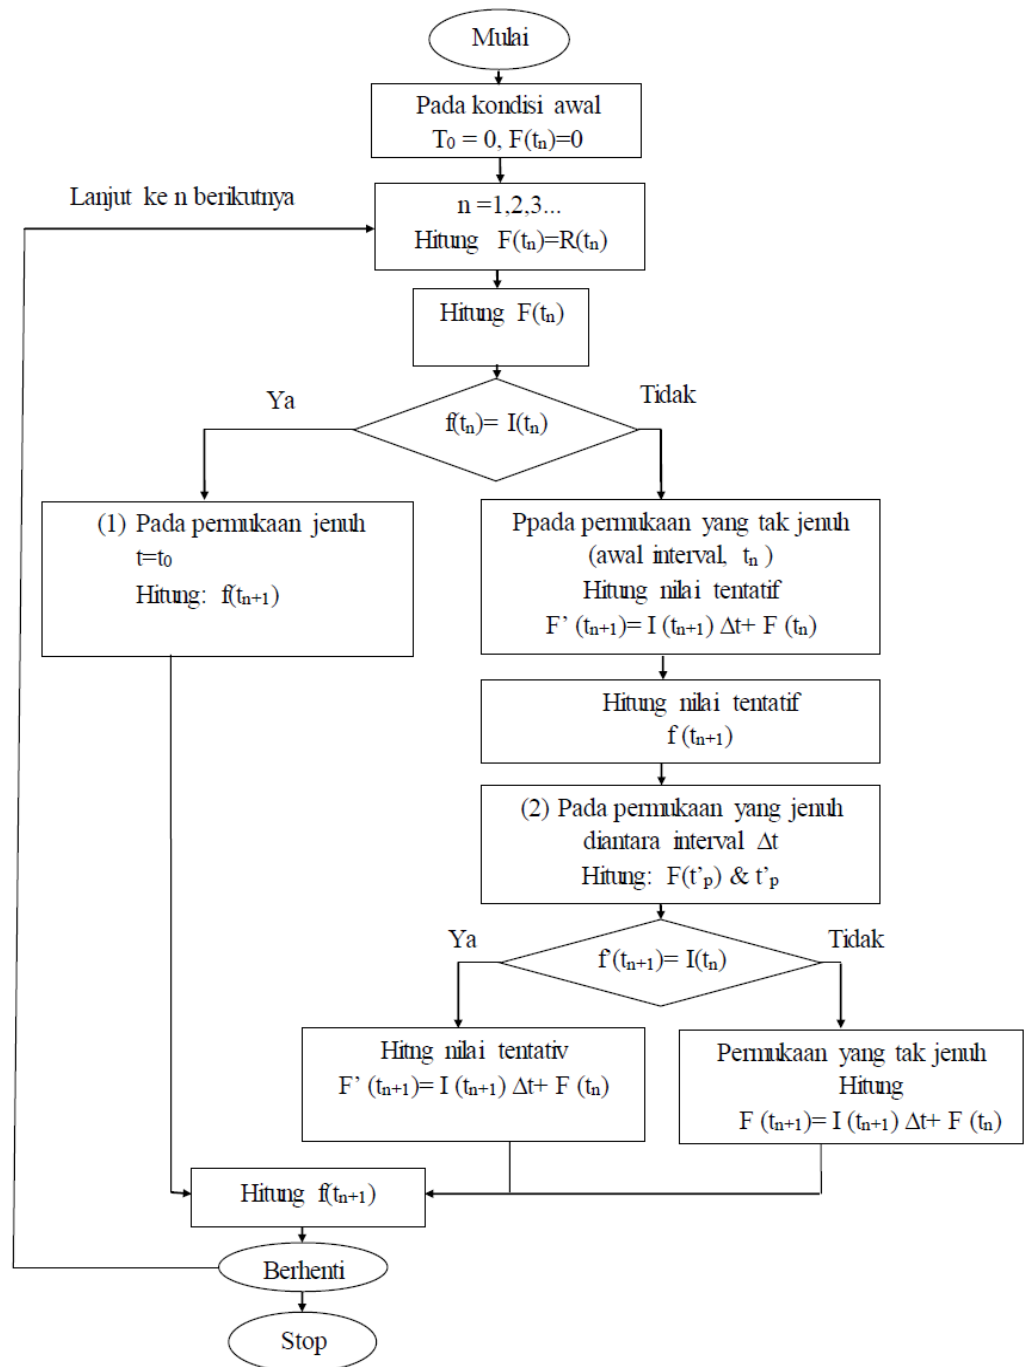 Mulai
Pada kondisi awal
T₀ = 0, F(tₙ)=0
Lanjut ke n berikutnya
n =1,2,3...
Hitung F(tₙ)=R(tₙ)
Hitung F(tₙ)
Ya
Tidak
f(tₙ)= I(tₙ)
(1) Pada permukaan jenuh
t=t₀
Hitung: f(tₙ₊₁)
Ppada permukaan yang tak jenuh
(awal interval, tₙ )
Hitung nilai tentatif
F’ (tₙ₊₁)= I (tₙ₊₁) Δt+ F (tₙ)
Hitung nilai tentatif
f (tₙ₊₁)
(2) Pada permukaan yang jenuh
diantara interval Δt
Hitung: F(t’ₚ) & t’ₚ
Ya
Tidak
f’(tₙ₊₁)= I(tₙ)
Hitng nilai tentativ
F’ (tₙ₊₁)= I (tₙ₊₁) Δt+ F (tₙ)
Permukaan yang tak jenuh
Hitung
F (tₙ₊₁)= I (tₙ₊₁) Δt+ F (tₙ)
Hitung f(tₙ₊₁)
Berhenti
Stop